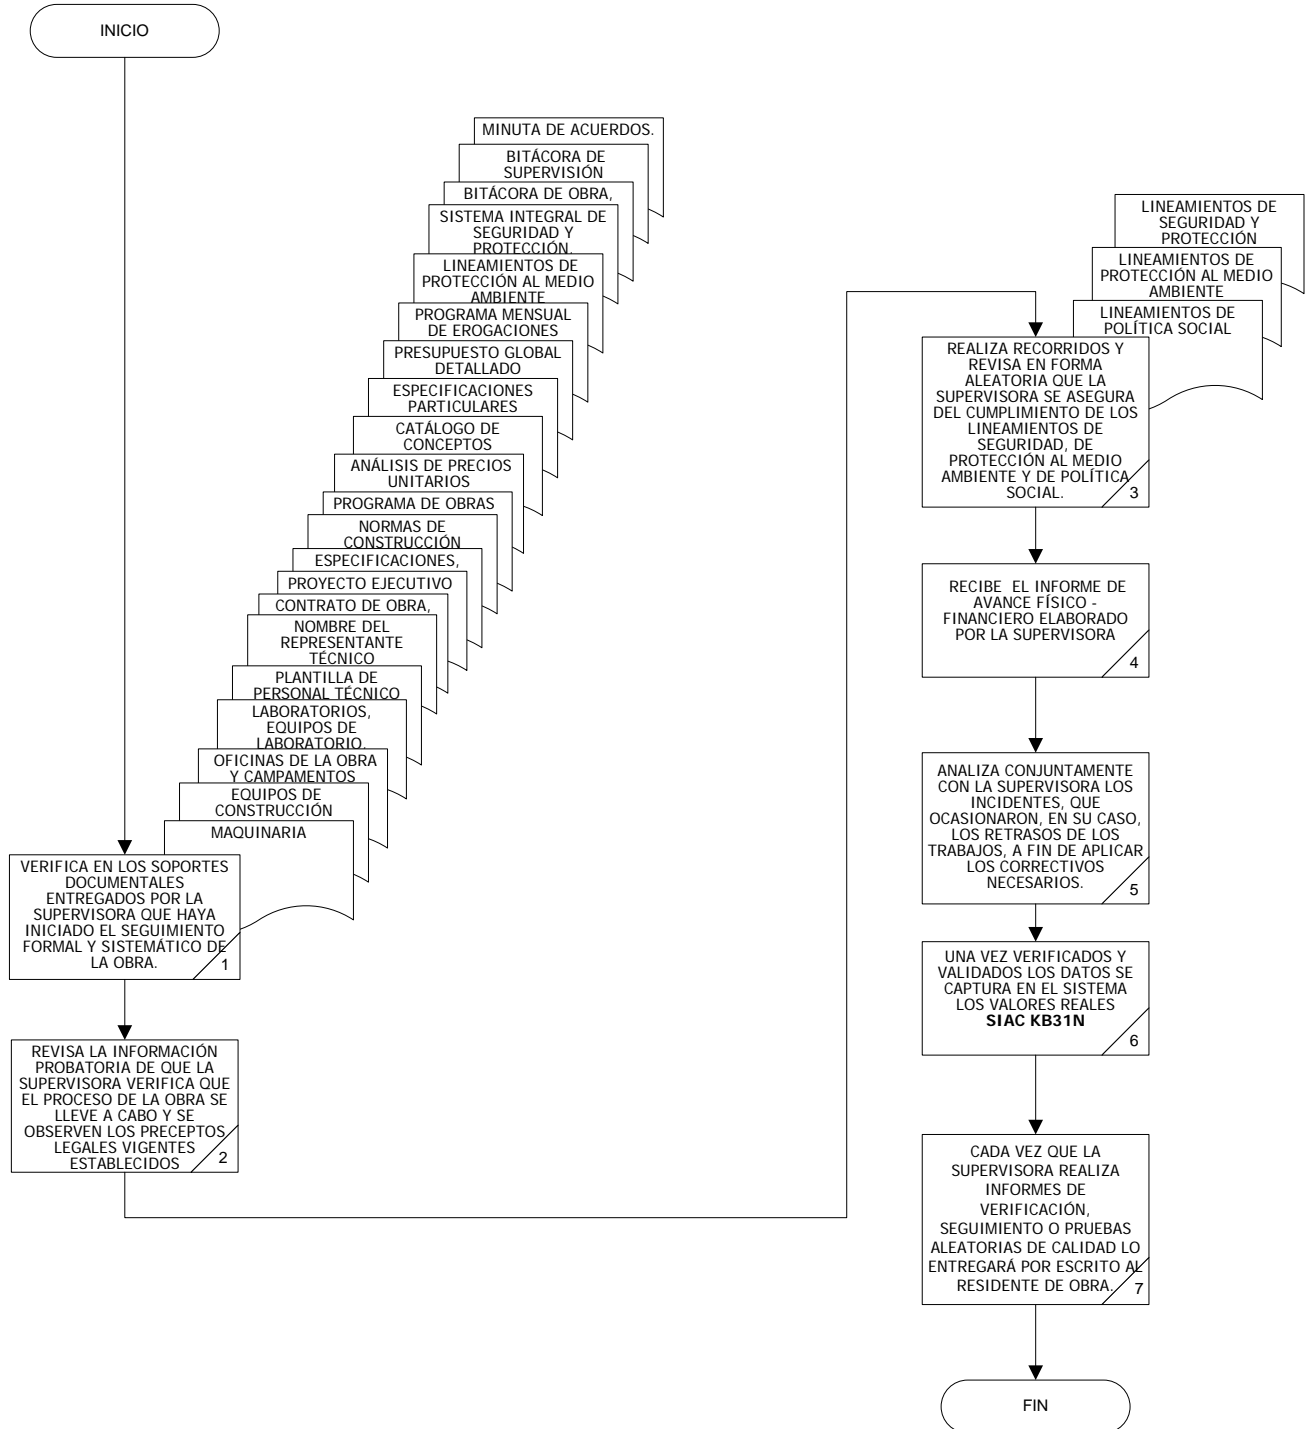 INICIO
MINUTA DE ACUERDOS.
BITÁCORA DE
SUPERVISIÓN
BITÁCORA DE OBRA,
SISTEMA INTEGRAL DE
SEGURIDAD Y
PROTECCIÓN.
LINEAMIENTOS DE
PROTECCIÓN AL MEDIO
AMBIENTE
PROGRAMA MENSUAL
DE EROGACIONES
PRESUPUESTO GLOBAL
DETALLADO
ESPECIFICACIONES
PARTICULARES
CATÁLOGO DE
CONCEPTOS
ANÁLISIS DE PRECIOS
UNITARIOS
PROGRAMA DE OBRAS
NORMAS DE
CONSTRUCCIÓN
ESPECIFICACIONES,
PROYECTO EJECUTIVO
CONTRATO DE OBRA,
NOMBRE DEL
REPRESENTANTE
TÉCNICO
PLANTILLA DE
PERSONAL TÉCNICO
LABORATORIOS,
EQUIPOS DE
LABORATORIO.
OFICINAS DE LA OBRA
Y CAMPAMENTOS
EQUIPOS DE
CONSTRUCCIÓN
MAQUINARIA
VERIFICA EN LOS SOPORTES
DOCUMENTALES
ENTREGADOS POR LA
SUPERVISORA QUE HAYA
INICIADO EL SEGUIMIENTO
FORMAL Y SISTEMÁTICO DE
LA OBRA.
1
REVISA LA INFORMACIÓN
PROBATORIA DE QUE LA
SUPERVISORA VERIFICA QUE
EL PROCESO DE LA OBRA SE
LLEVE A CABO Y SE
OBSERVEN LOS PRECEPTOS
LEGALES VIGENTES
ESTABLECIDOS
2
LINEAMIENTOS DE
SEGURIDAD Y
PROTECCIÓN
LINEAMIENTOS DE
PROTECCIÓN AL MEDIO
AMBIENTE
LINEAMIENTOS DE
POLÍTICA SOCIAL
REALIZA RECORRIDOS Y
REVISA EN FORMA
ALEATORIA QUE LA
SUPERVISORA SE ASEGURA
DEL CUMPLIMIENTO DE LOS
LINEAMIENTOS DE
SEGURIDAD, DE
PROTECCIÓN AL MEDIO
AMBIENTE Y DE POLÍTICA
SOCIAL.
3
RECIBE EL INFORME DE
AVANCE FÍSICO -
FINANCIERO ELABORADO
POR LA SUPERVISORA
4
ANALIZA CONJUNTAMENTE
CON LA SUPERVISORA LOS
INCIDENTES, QUE
OCASIONARON, EN SU CASO,
LOS RETRASOS DE LOS
TRABAJOS, A FIN DE APLICAR
LOS CORRECTIVOS
NECESARIOS.
5
UNA VEZ VERIFICADOS Y
VALIDADOS LOS DATOS SE
CAPTURA EN EL SISTEMA
LOS VALORES REALES
SIAC KB31N
6
CADA VEZ QUE LA
SUPERVISORA REALIZA
INFORMES DE
VERIFICACIÓN,
SEGUIMIENTO O PRUEBAS
ALEATORIAS DE CALIDAD LO
ENTREGARÁ POR ESCRITO AL
RESIDENTE DE OBRA.
7
FIN